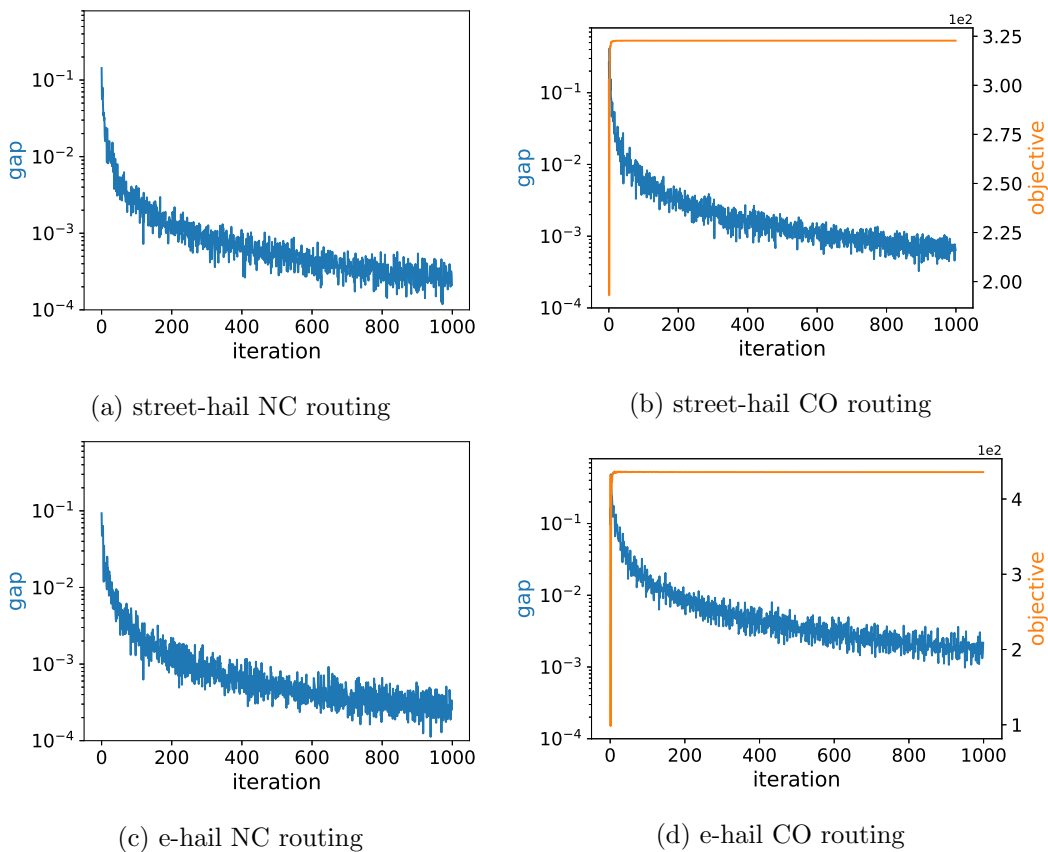 10⁻¹
10⁻²
10⁻³
10⁻⁴
gap
0 200 400 600 800 1000
iteration
(a) street-hail NC routing
1e2
10⁻¹
10⁻²
10⁻³
10⁻⁴
gap
3.25
3.00
2.75
2.50
2.25
2.00
objective
0 200 400 600 800 1000
iteration
(b) street-hail CO routing
10⁻¹
10⁻²
10⁻³
10⁻⁴
gap
0 200 400 600 800 1000
iteration
(c) e-hail NC routing
1e2
10⁻¹
10⁻²
10⁻³
10⁻⁴
gap
4
3
2
1
objective
0 200 400 600 800 1000
iteration
(d) e-hail CO routing